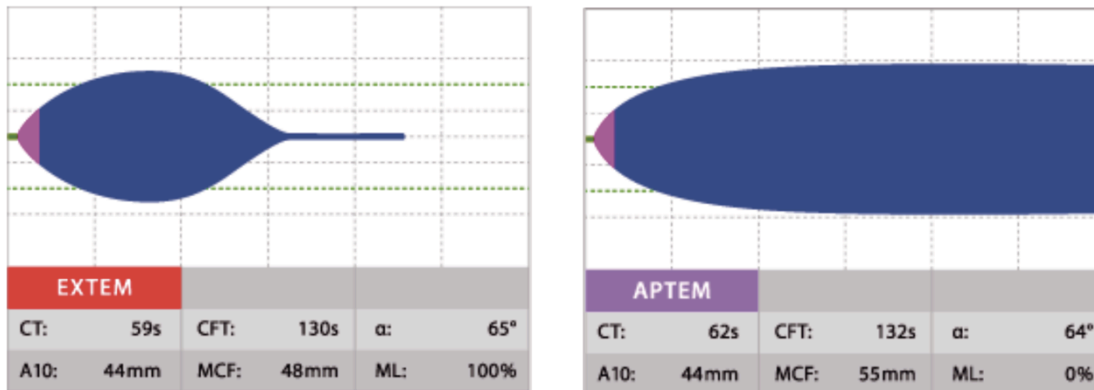 EXTEM
CT: 59s CFT: 130s α: 65°
A10: 44mm MCF: 48mm ML: 100%
APTEM
CT: 62s CFT: 132s α: 64°
A10: 44mm MCF: 55mm ML: 0%